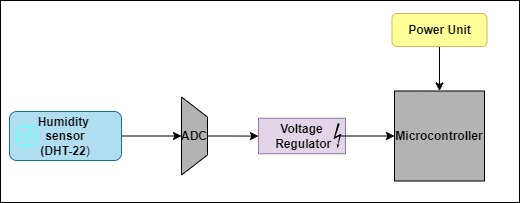 Power Unit
Humidity
sensor
(DHT-22)
ADC
Voltage
Regulator
Microcontroller